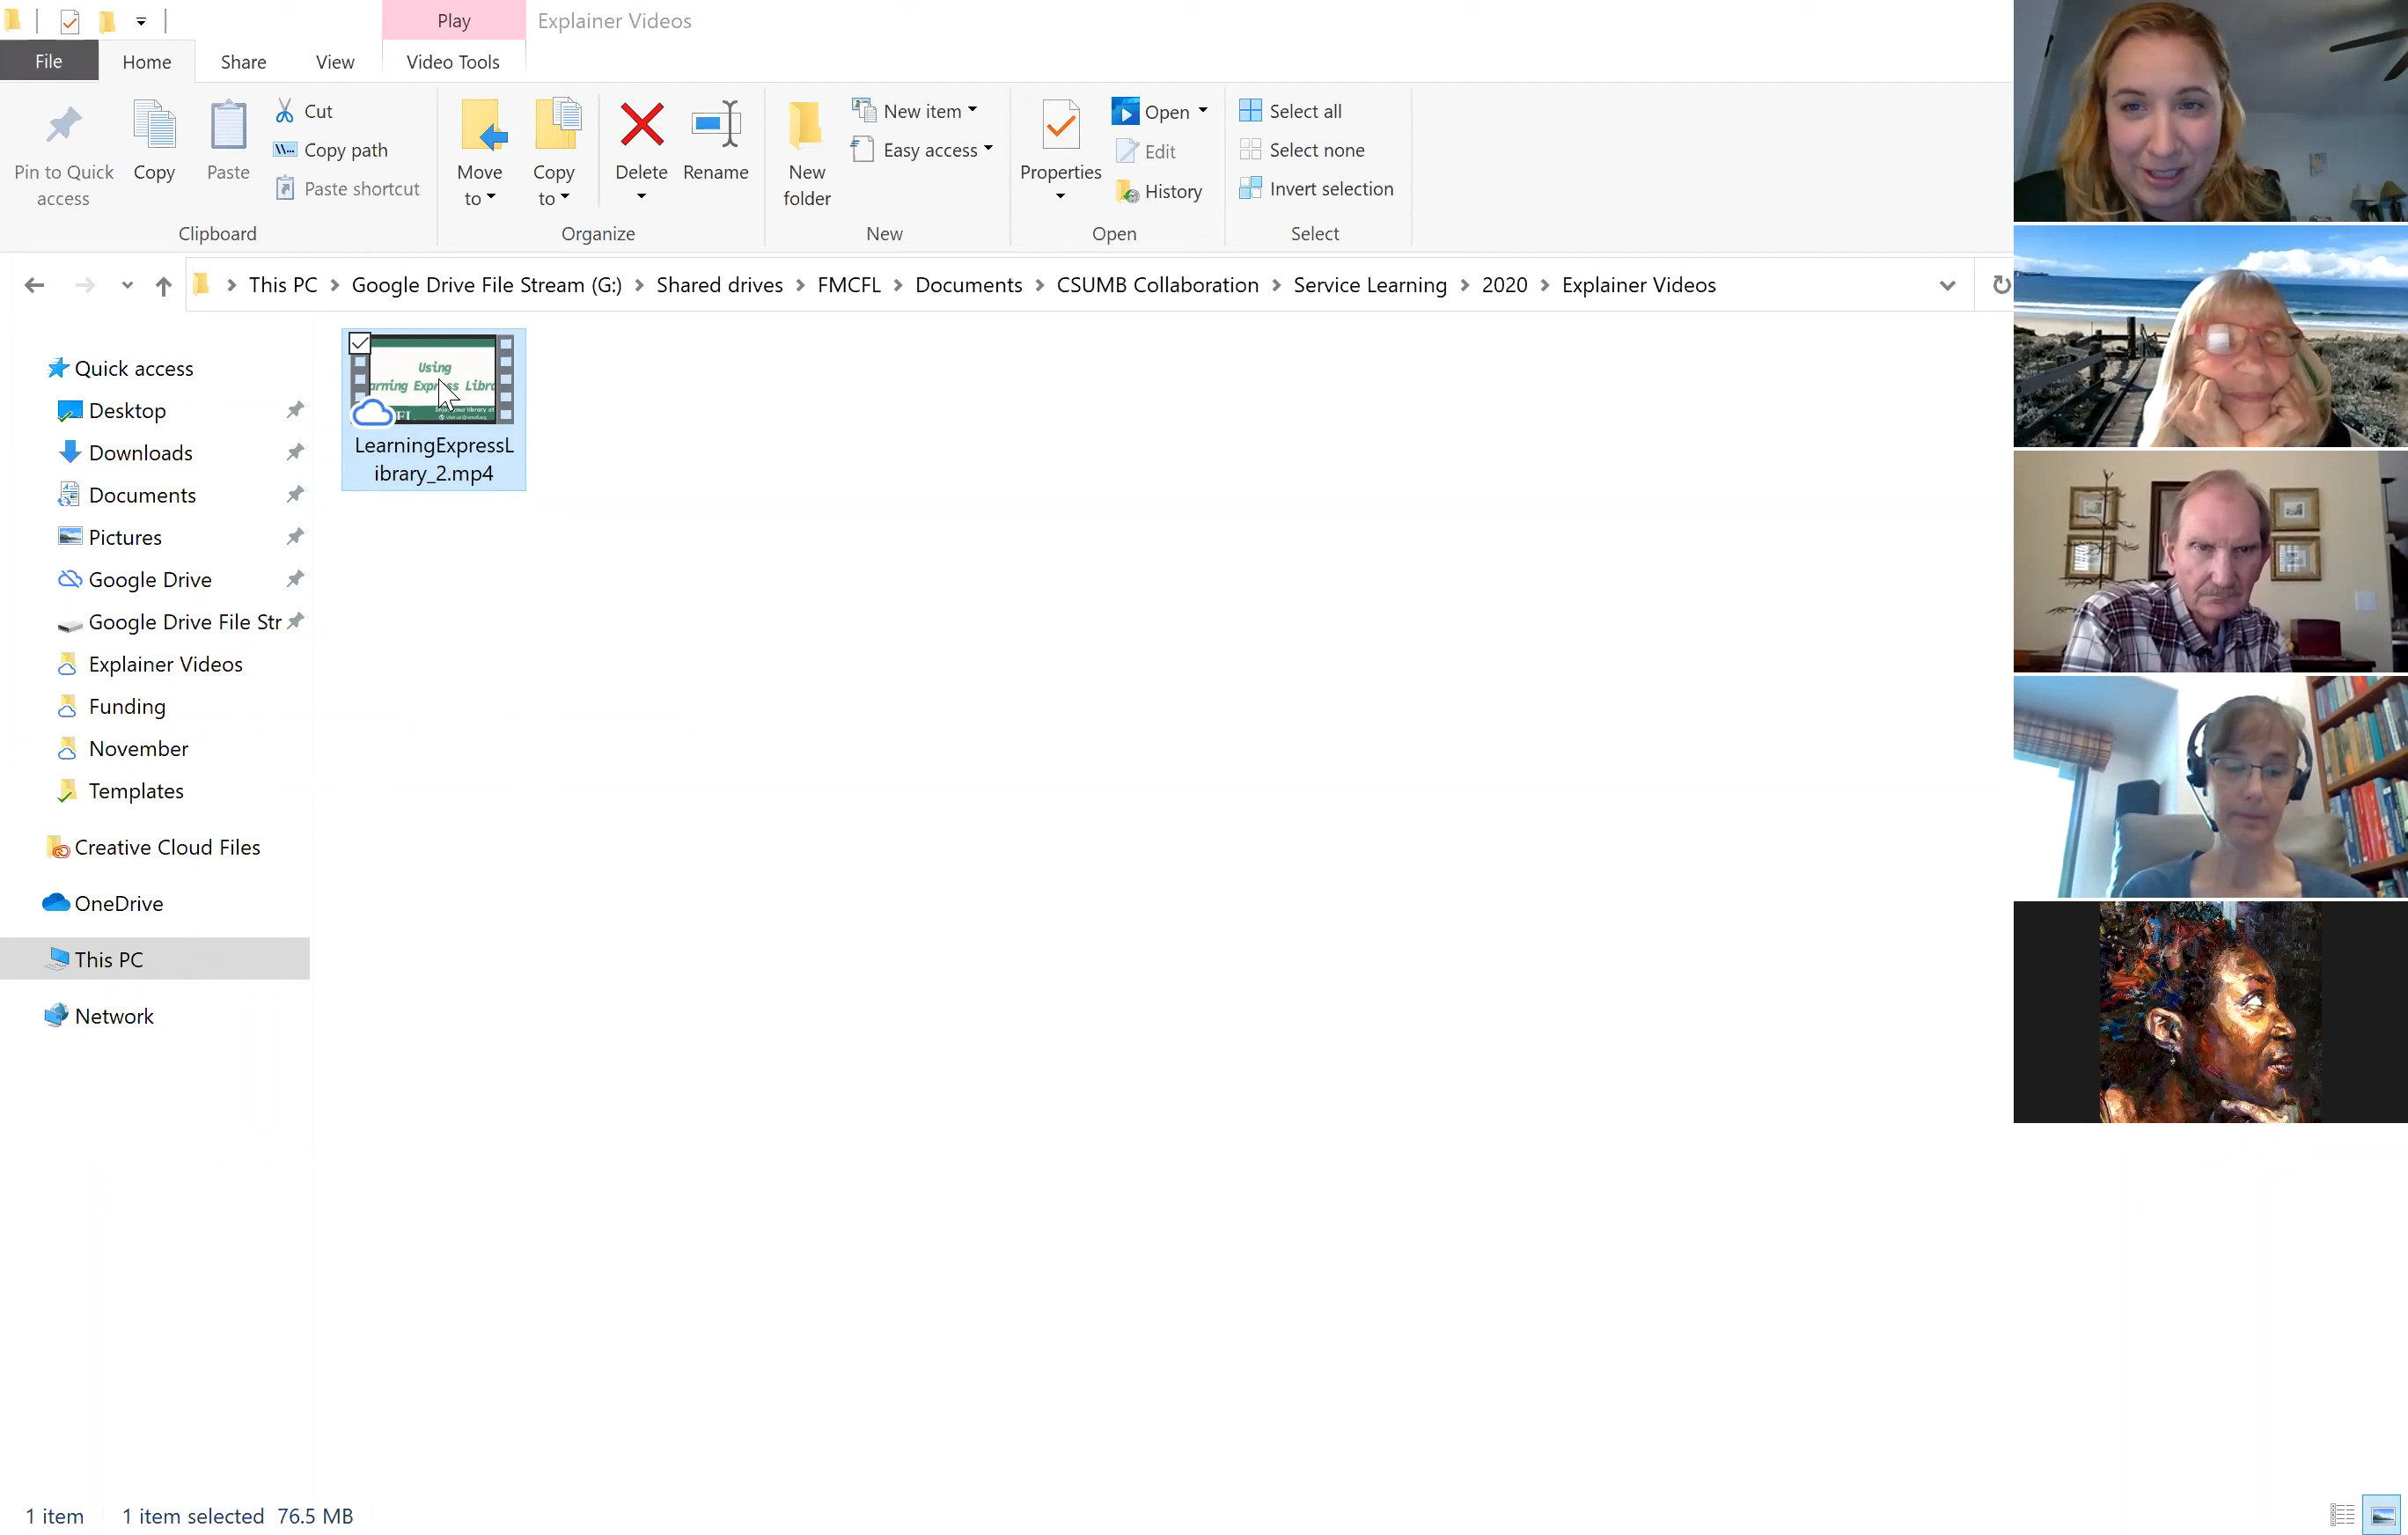 Play
Explainer Videos
File
Home
Share
View
Video Tools
Pin to Quick
access
Copy
Paste
Cut
Copy path
Paste shortcut
Clipboard
Move
to
Copy
to
Delete
Rename
Organize
New
folder
New item
Easy access
New
Properties
Open
Edit
History
Open
Select all
Select none
Invert selection
Select
This PC
Google Drive File Stream (G:)
Shared drives
FMCFL
Documents
CSUMB Collaboration
Service Learning
2020
Explainer Videos
Quick access
Desktop
Downloads
Documents
Pictures
Google Drive
Google Drive File Str
Explainer Videos
Funding
November
Templates
Creative Cloud Files
OneDrive
This PC
Network
Using
arning Express Libra
LearningExpressL
ibrary_2.mp4
1 item
1 item selected 76.5 MB